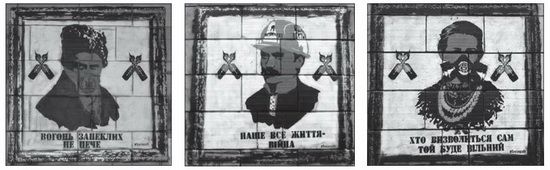 ВОГОНЬ ЗАПЕКЛИХ
НЕ ПЕЧЕ
НАШЕ ВСЕ ЖИТТЯ-
ВІЙНА
ХТО ВИЗВОЛИТЬСЯ САМ
ТОЙ БУДЕ ВІЛЬНИЙ